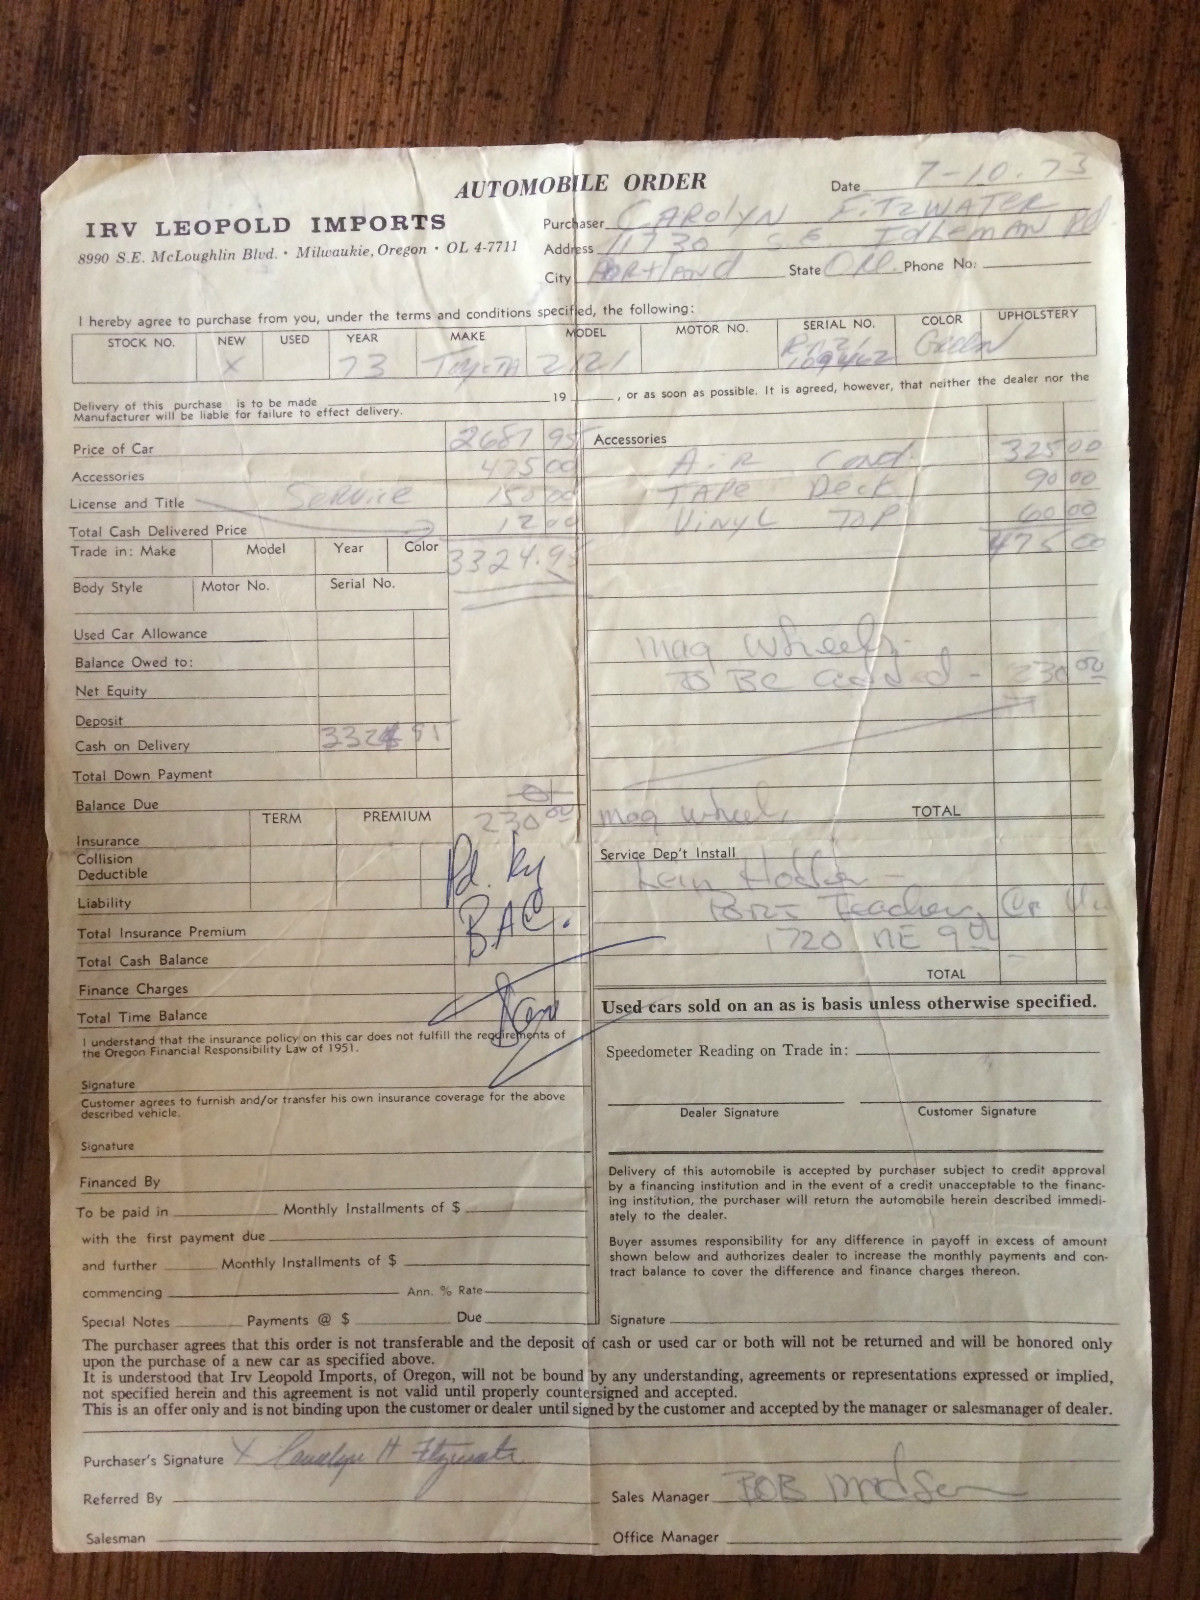 AUTOMOBILE ORDER
Date 7-10-73
IRV LEOPOLD IMPORTS
8990 S.E. McLoughlin Blvd. • Milwaukie, Oregon • OL 4-7711
Purchaser CAROLYN FITZWATER
Address 11730 SE IDLEMAN Rd
City PORTLAND State ORE. Phone No.
I hereby agree to purchase from you, under the terms and conditions specified, the following:
STOCK NO. NEW USED YEAR MAKE MODEL MOTOR NO. SERIAL NO. COLOR UPHOLSTERY
X 73 TOYOTA 2121 109462 GREEN
Delivery of this purchase is to be made 19 , or as soon as possible. It is agreed, however, that neither the dealer nor the
Manufacturer will be liable for failure to effect delivery.
Price of Car 2687 95
Accessories 475 00
License and Title Service 150 00
Total Cash Delivered Price 12 00
Trade in: Make Model Year Color 3324.95
Body Style Motor No. Serial No.
Used Car Allowance
Balance Owed to:
Net Equity
Deposit
Cash on Delivery 3324 95
Total Down Payment
Balance Due
TERM PREMIUM 230 00
Insurance
Collision
Deductible
Pd. by
Liability
B.A.C.
Total Insurance Premium
Total Cash Balance
Finance Charges
Total Time Balance
I understand that the insurance policy on this car does not fulfill the requirements of
the Oregon Financial Responsibility Law of 1951.
Signature
Customer agrees to furnish and/or transfer his own insurance coverage for the above
described vehicle.
Signature
Financed By
To be paid in Monthly Installments of $
with the first payment due
and further Monthly Installments of $
commencing Ann. % Rate
Special Notes Payments @ $ Due
Accessories
AIR Cond. 325 00
TAPE Deck 90 00
VINYL TOP 60 00
475 00
Mag Wheels
To Be 230 00
Mag wheels TOTAL
Service Dep't Install
Teachers
1720 NE 9th
TOTAL
Used cars sold on an as is basis unless otherwise specified.
Speedometer Reading on Trade in:
Dealer Signature Customer Signature
Delivery of this automobile is accepted by purchaser subject to credit approval
by a financing institution and in the event of a credit unacceptable to the financ-
ing institution, the purchaser will return the automobile herein described immedi-
ately to the dealer.
Buyer assumes responsibility for any difference in payoff in excess of amount
shown below and authorizes dealer to increase the monthly payments and con-
tract balance to cover the difference and finance charges thereon.
Signature
The purchaser agrees that this order is not transferable and the deposit of cash or used car or both will not be returned and will be honored only
upon the purchase of a new car as specified above.
It is understood that Irv Leopold Imports, of Oregon, will not be bound by any understanding, agreements or representations expressed or implied,
not specified herein and this agreement is not valid until properly countersigned and accepted.
This is an offer only and is not binding upon the customer or dealer until signed by the customer and accepted by the manager or salesmanager of dealer.
Purchaser's Signature X Carolyn H Fitzwater
Referred By
Sales Manager BOB Madsen
Salesman
Office Manager